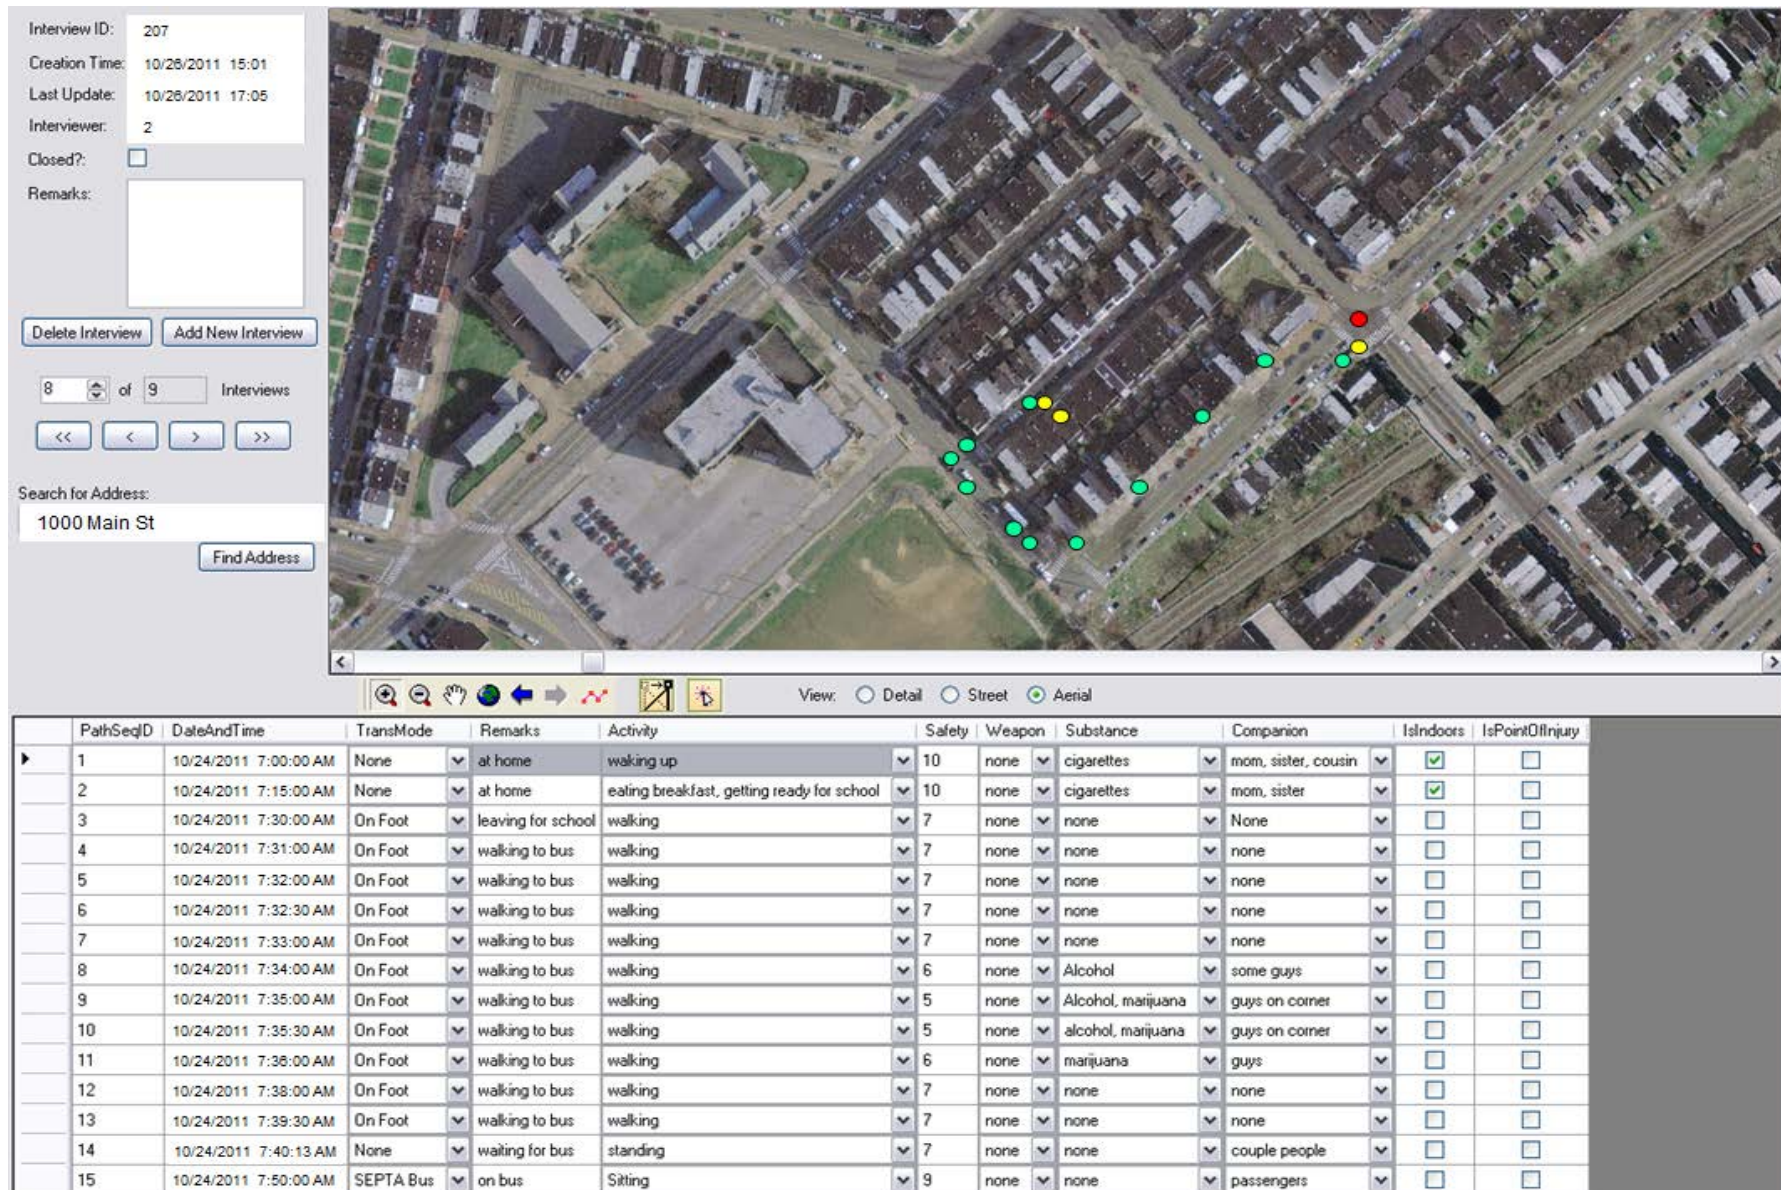 Interview ID: 207
Creation Time: 10/26/2011 15:01
Last Update: 10/26/2011 17:05
Interviewer: 2
Closed?:
Remarks:
Delete Interview Add New Interview
8 of 9 Interviews
<< < > >>
Search for Address:
1000 Main St
Find Address
View: Detail Street Aerial
PathSeqID DateAndTime TransMode Remarks Activity Safety Weapon Substance Companion IsIndoors IsPointOfInjury
1 10/24/2011 7:00:00 AM None at home waking up 10 none cigarettes mom, sister, cousin
2 10/24/2011 7:15:00 AM None at home eating breakfast, getting ready for school 10 none cigarettes mom, sister
3 10/24/2011 7:30:00 AM On Foot leaving for school walking 7 none none None
4 10/24/2011 7:31:00 AM On Foot walking to bus walking 7 none none none
5 10/24/2011 7:32:00 AM On Foot walking to bus walking 7 none none none
6 10/24/2011 7:32:30 AM On Foot walking to bus walking 7 none none none
7 10/24/2011 7:33:00 AM On Foot walking to bus walking 7 none none none
8 10/24/2011 7:34:00 AM On Foot walking to bus walking 6 none Alcohol some guys
9 10/24/2011 7:35:00 AM On Foot walking to bus walking 5 none Alcohol, marijuana guys on corner
10 10/24/2011 7:35:30 AM On Foot walking to bus walking 5 none alcohol, marijuana guys on corner
11 10/24/2011 7:36:00 AM On Foot walking to bus walking 6 none marijuana guys
12 10/24/2011 7:38:00 AM On Foot walking to bus walking 7 none none none
13 10/24/2011 7:39:30 AM On Foot walking to bus walking 7 none none none
14 10/24/2011 7:40:13 AM None waiting for bus standing 7 none none couple people
15 10/24/2011 7:50:00 AM SEPTA Bus on bus Sitting 9 none none passengers